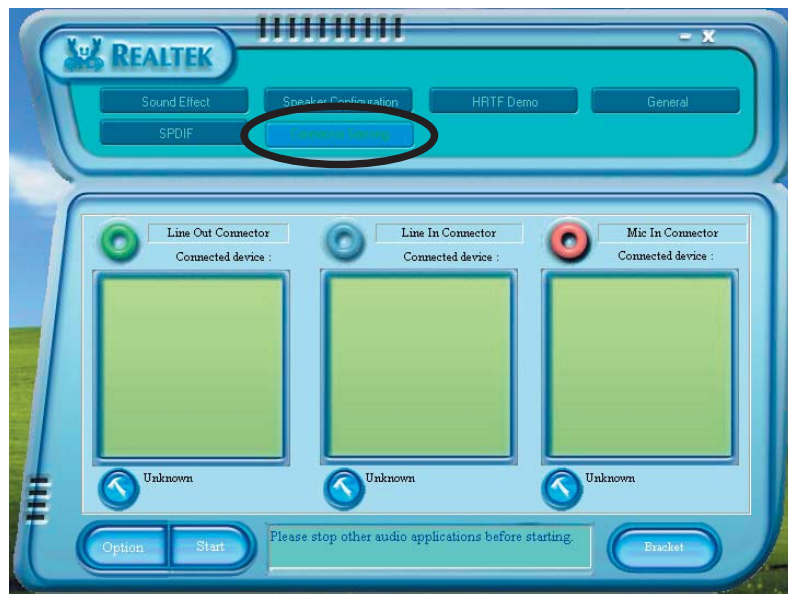 REALTEK
- X
Sound Effect
Speaker Configuration
HRTF Demo
General
SPDIF
Line Out Connector
Connected device :
Line In Connector
Connected device :
Mic In Connector
Connected device :
Unknown
Unknown
Unknown
Option
Start
Please stop other audio applications before starting.
Bracket